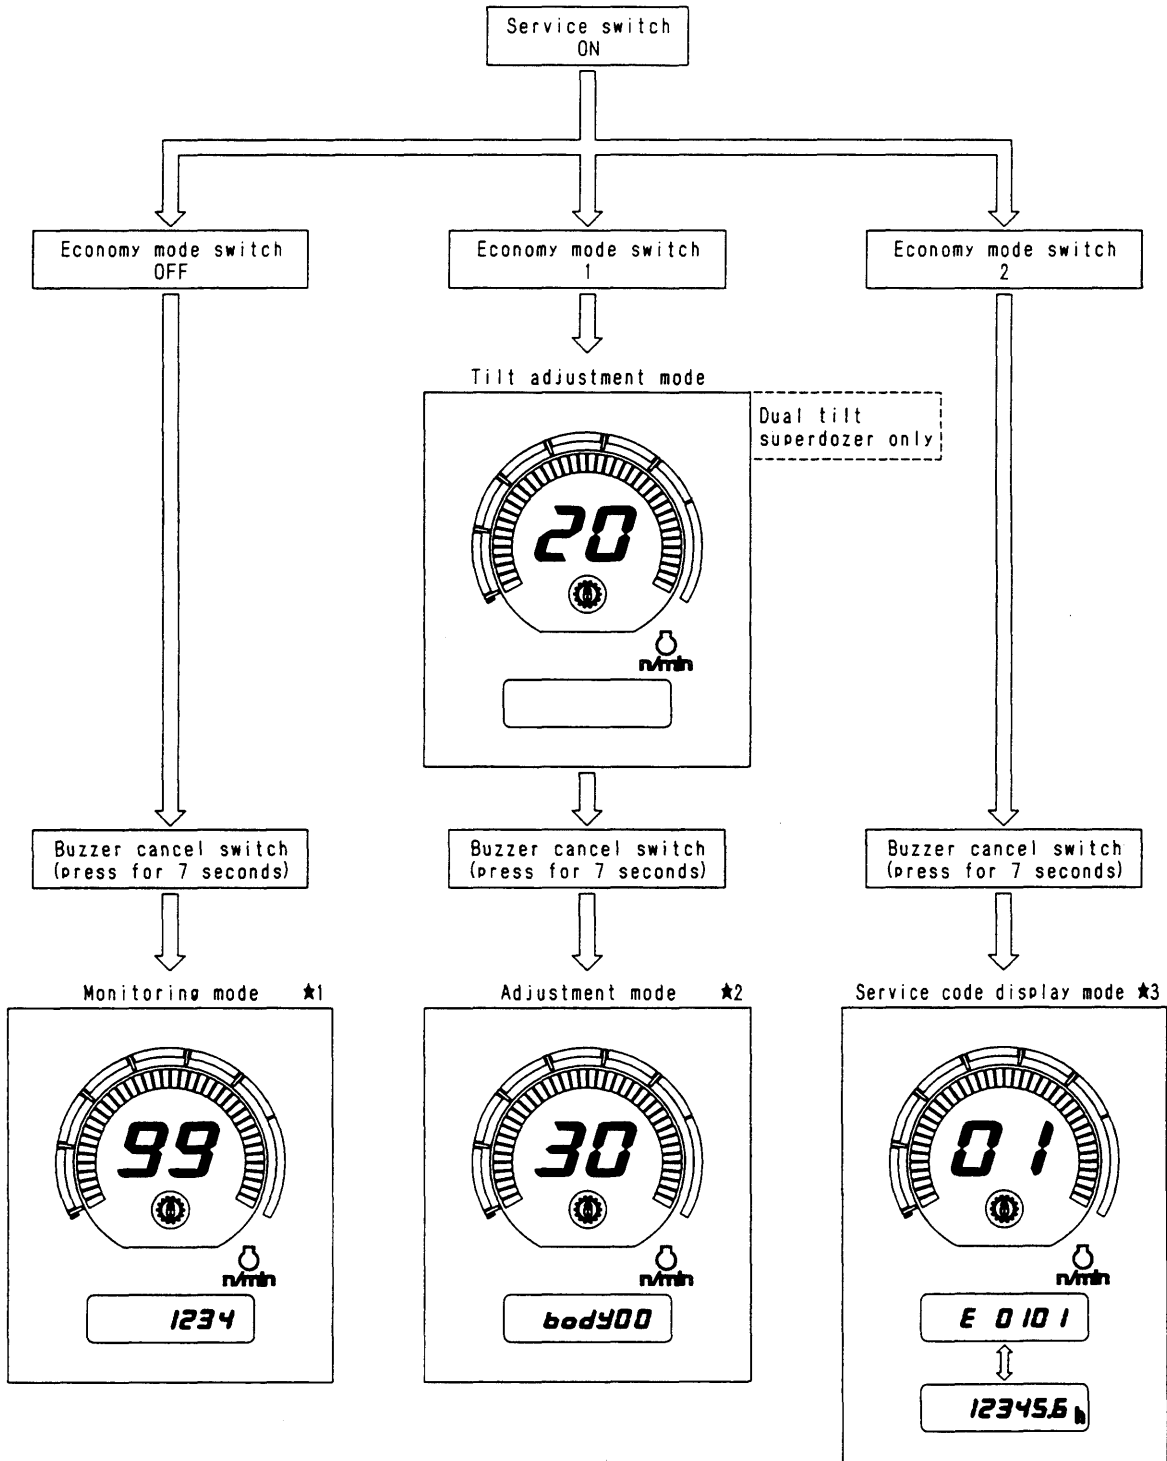 Service switch
ON
Economy mode switch
OFF
Economy mode switch
1
Economy mode switch
2
Tilt adjustment mode
Dual tilt
superdozer only
20
n/min
Buzzer cancel switch
(press for 7 seconds)
Buzzer cancel switch
(press for 7 seconds)
Buzzer cancel switch
(press for 7 seconds)
Monitoring mode ★1
99
n/min
1234
Adjustment mode ★2
30
n/min
body00
Service code display mode ★3
01
n/min
E 0101
12345.6 h